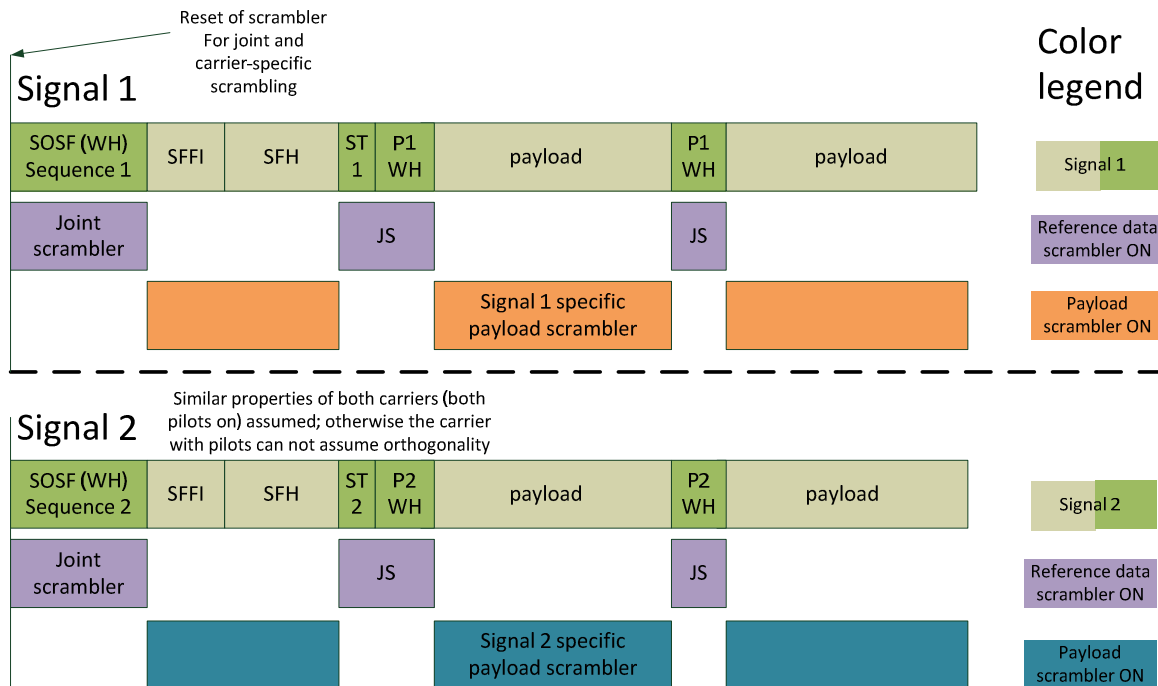 Reset of scrambler
For joint and
carrier-specific
scrambling
Color
legend
Signal 1
SOSF (WH)
Sequence 1
SFFI
SFH
ST
1
P1
WH
payload
P1
WH
payload
Signal 1
Joint
scrambler
JS
JS
Reference data
scrambler ON
Signal 1 specific
payload scrambler
Payload
scrambler ON
Similar properties of both carriers (both
pilots on) assumed; otherwise the carrier
with pilots can not assume orthogonality
Signal 2
SOSF (WH)
Sequence 2
SFFI
SFH
ST
2
P2
WH
payload
P2
WH
payload
Signal 2
Joint
scrambler
JS
JS
Reference data
scrambler ON
Signal 2 specific
payload scrambler
Payload
scrambler ON